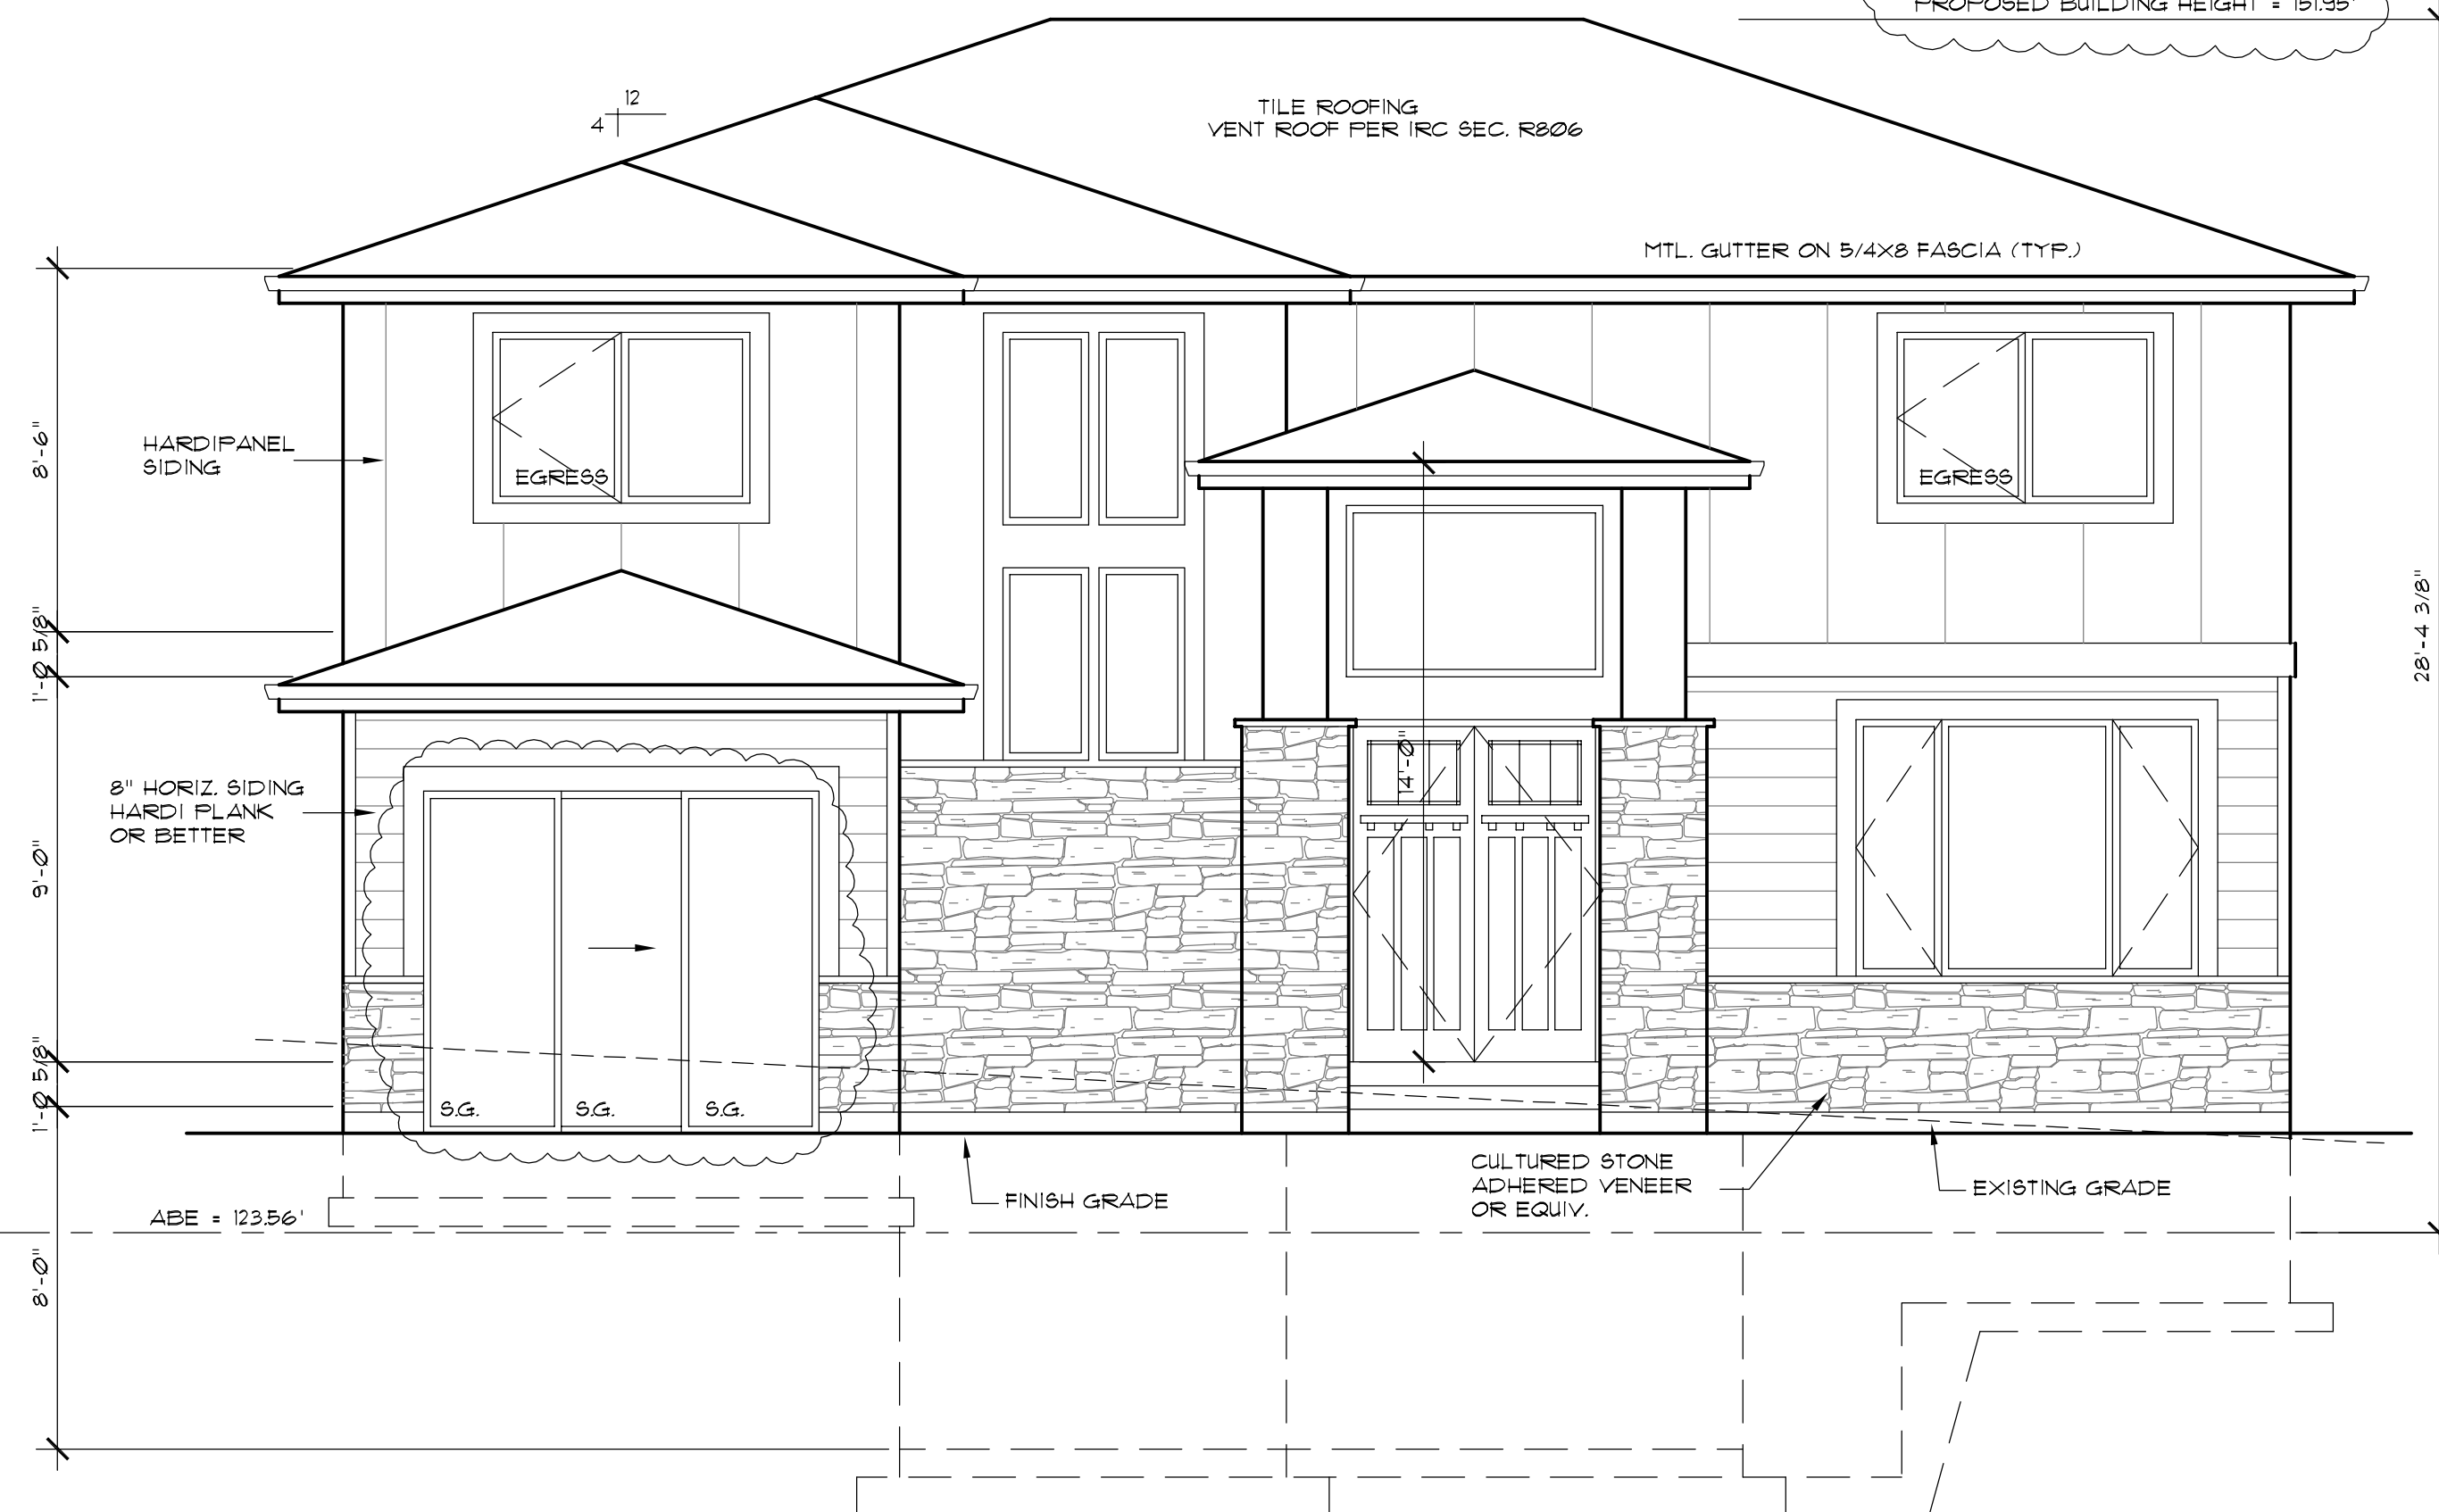 PROPOSED BUILDING HEIGHT = 151.95'
12
4
TILE ROOFING
VENT ROOF PER IRC SEC. R806
MTL. GUTTER ON 5/4X8 FASCIA (TYP.)
8'-6"
HARDIPANEL
SIDING
EGRESS
EGRESS
1'-0 5/8"
28'-4 3/8"
14'-0"
8" HORIZ. SIDING
HARDI PLANK
OR BETTER
9'-0"
1'-0 5/8"
S.G.
S.G.
S.G.
CULTURED STONE
ADHERED VENEER
OR EQUIV.
FINISH GRADE
EXISTING GRADE
ABE = 123.56'
8'-0"